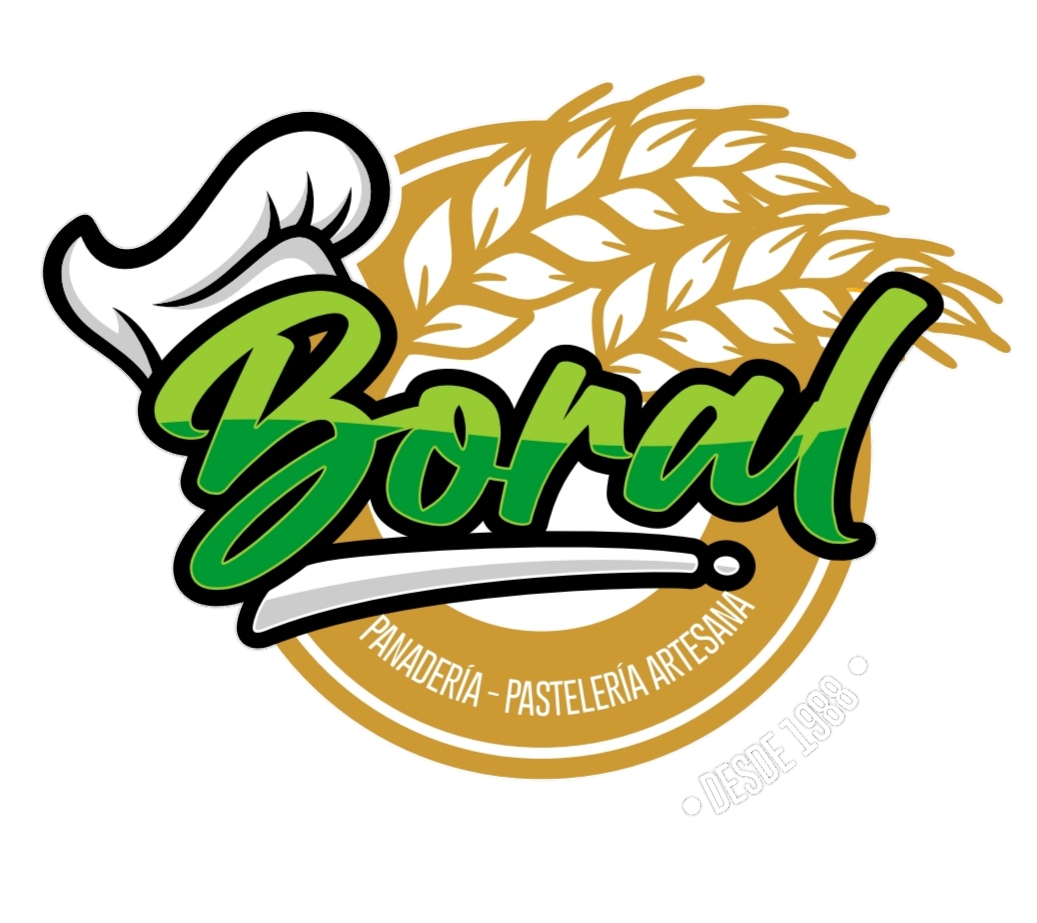 Boral
PANADERÍA - PASTELERÍA ARTESANA
• DESDE 1988 •